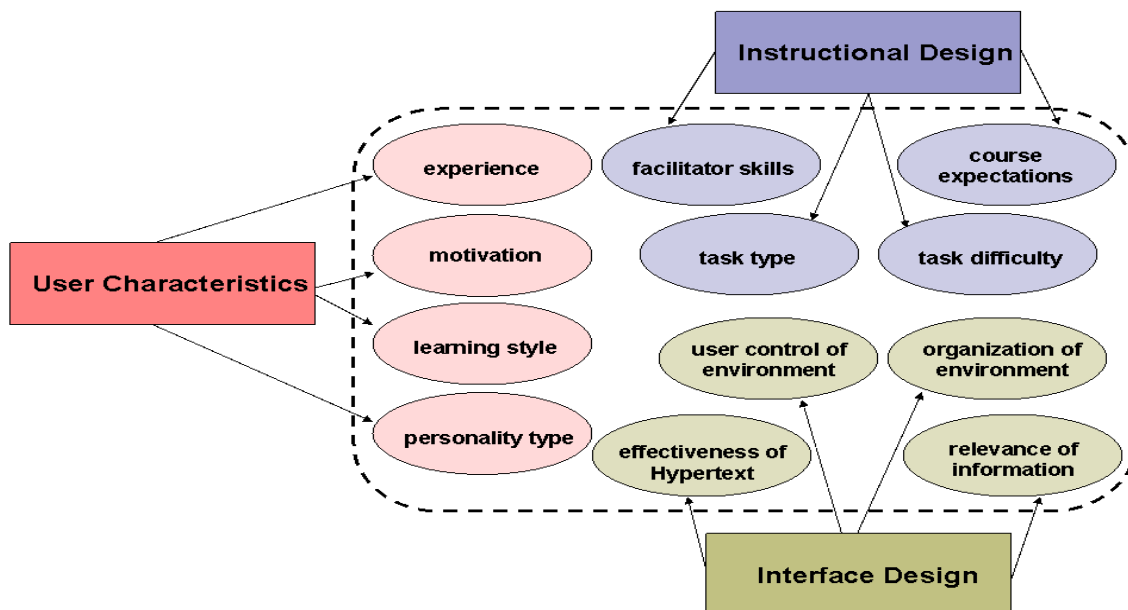 Instructional Design
experience
facilitator skills
course
expectations
motivation
task type
task difficulty
User Characteristics
learning style
user control of
environment
organization of
environment
personality type
effectiveness of
Hypertext
relevance of
information
Interface Design